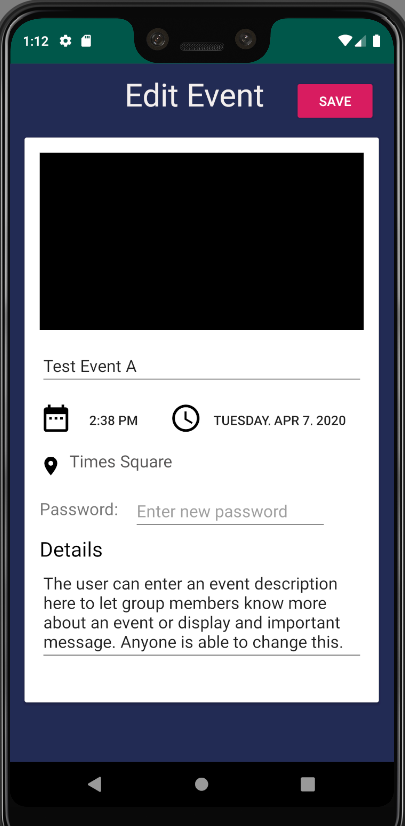 1:12
Edit Event
SAVE
Test Event A
2:38 PM
TUESDAY. APR 7. 2020
Times Square
Password:
Enter new password
Details
The user can enter an event description
here to let group members know more
about an event or display and important
message. Anyone is able to change this.